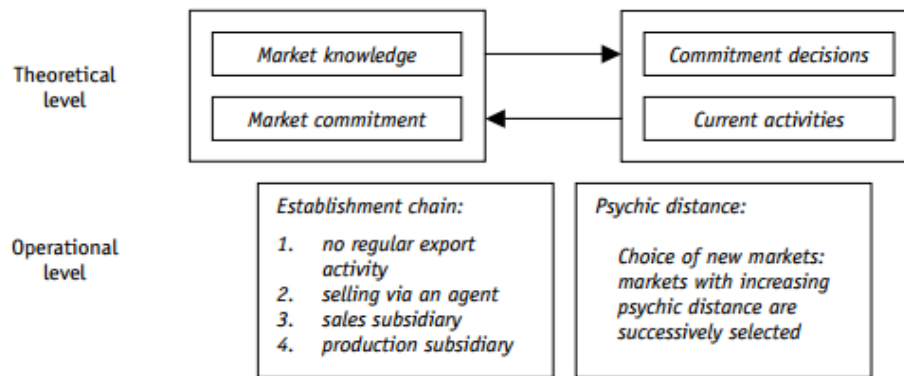 Theoretical
level
Market knowledge
Market commitment
Commitment decisions
Current activities
Operational
level
Establishment chain:
1. no regular export
activity
2. selling via an agent
3. sales subsidiary
4. production subsidiary
Psychic distance:
Choice of new markets:
markets with increasing
psychic distance are
successively selected